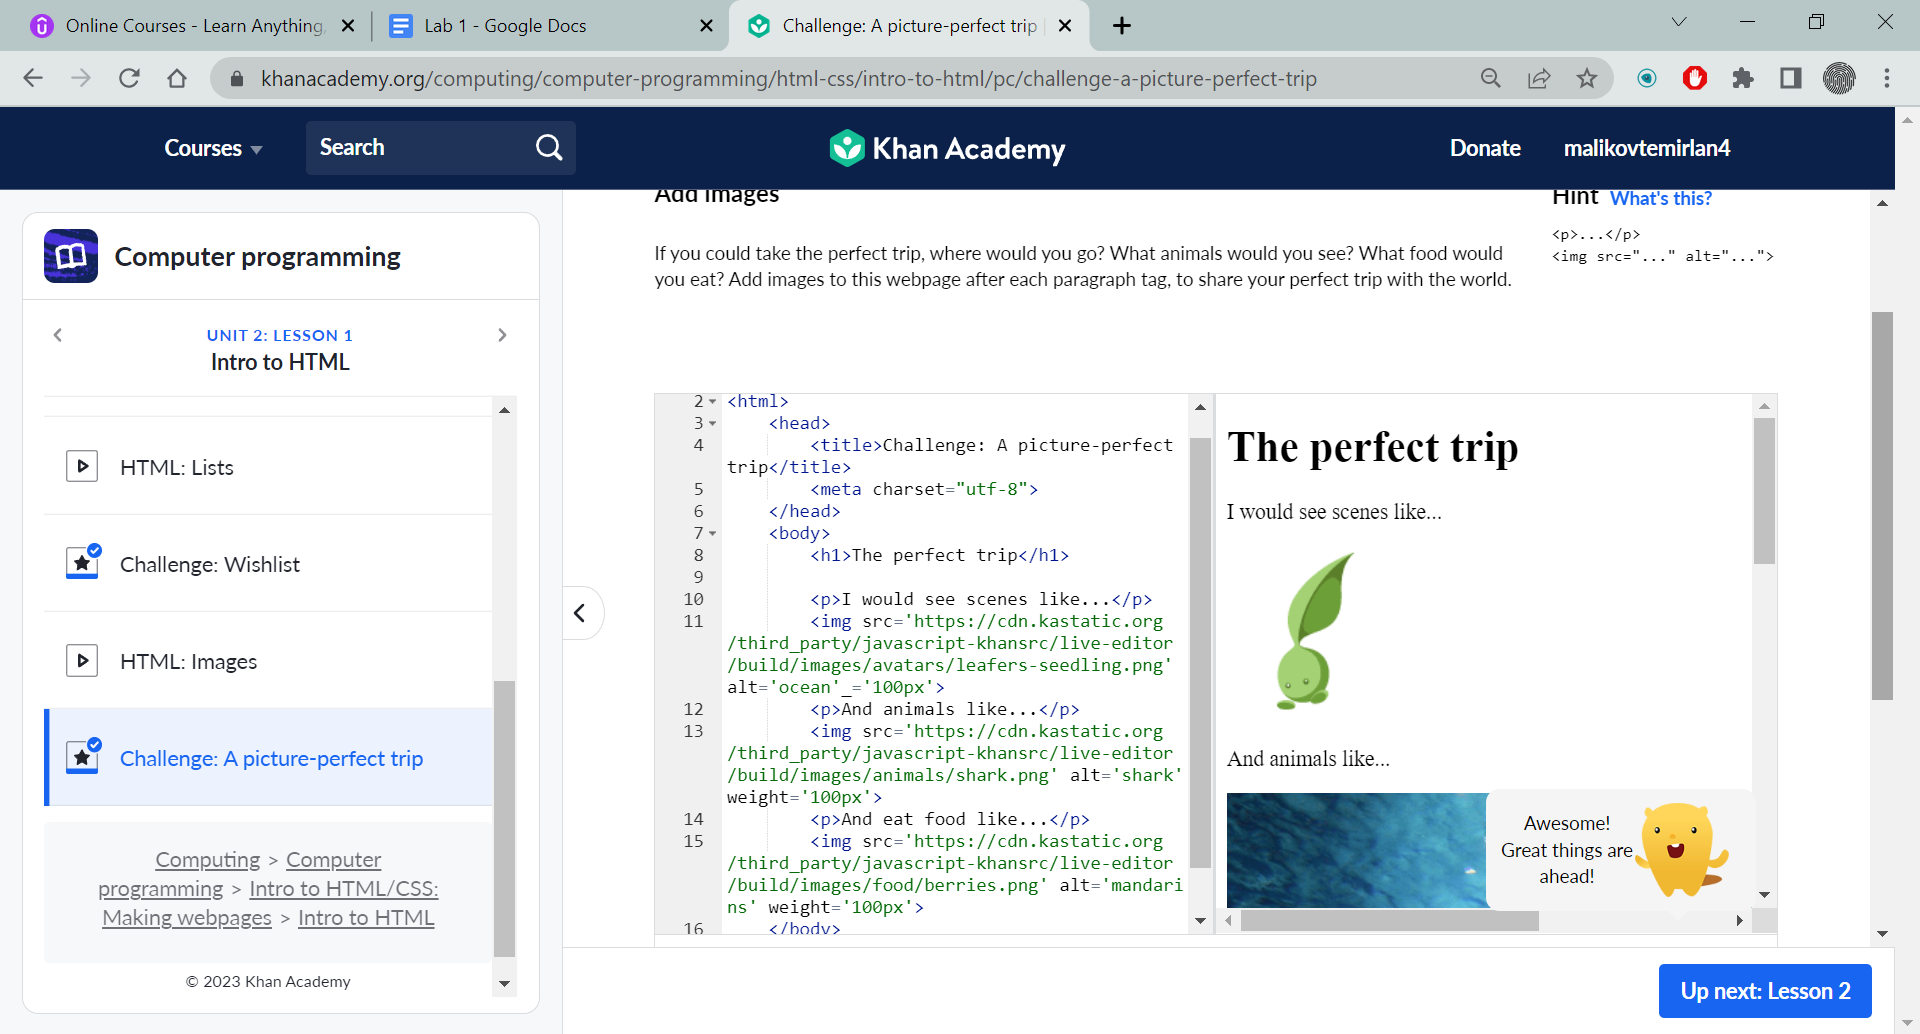 Online Courses - Learn Anything,
Lab 1 - Google Docs
Challenge: A picture-perfect trip
khanacademy.org/computing/computer-programming/html-css/intro-to-html/pc/challenge-a-picture-perfect-trip
Courses
Search
Khan Academy
Donate
malikovtemirlan4
Computer programming
UNIT 2: LESSON 1
Intro to HTML
HTML: Lists
Challenge: Wishlist
HTML: Images
Challenge: A picture-perfect trip
Computing > Computer
programming > Intro to HTML/CSS:
Making webpages > Intro to HTML
© 2023 Khan Academy
Add images
If you could take the perfect trip, where would you go? What animals would you see? What food would
you eat? Add images to this webpage after each paragraph tag, to share your perfect trip with the world.
Hint What's this?
<p>...</p>
<img src="..." alt="...">
2 <html>
3 <head>
4 <title>Challenge: A picture-perfect
trip</title>
5 <meta charset="utf-8">
6 </head>
7 <body>
8 <h1>The perfect trip</h1>
9
10 <p>I would see scenes like...</p>
11 <img src='https://cdn.kastatic.org
/third_party/javascript-khansrc/live-editor
/build/images/avatars/leafers-seedling.png'
alt='ocean'_='100px'>
12 <p>And animals like...</p>
13 <img src='https://cdn.kastatic.org
/third_party/javascript-khansrc/live-editor
/build/images/animals/shark.png' alt='shark'
weight='100px'>
14 <p>And eat food like...</p>
15 <img src='https://cdn.kastatic.org
/third_party/javascript-khansrc/live-editor
/build/images/food/berries.png' alt='mandari
ns' weight='100px'>
16 </body>
The perfect trip
I would see scenes like...
And animals like...
Awesome!
Great things are
ahead!
Up next: Lesson 2